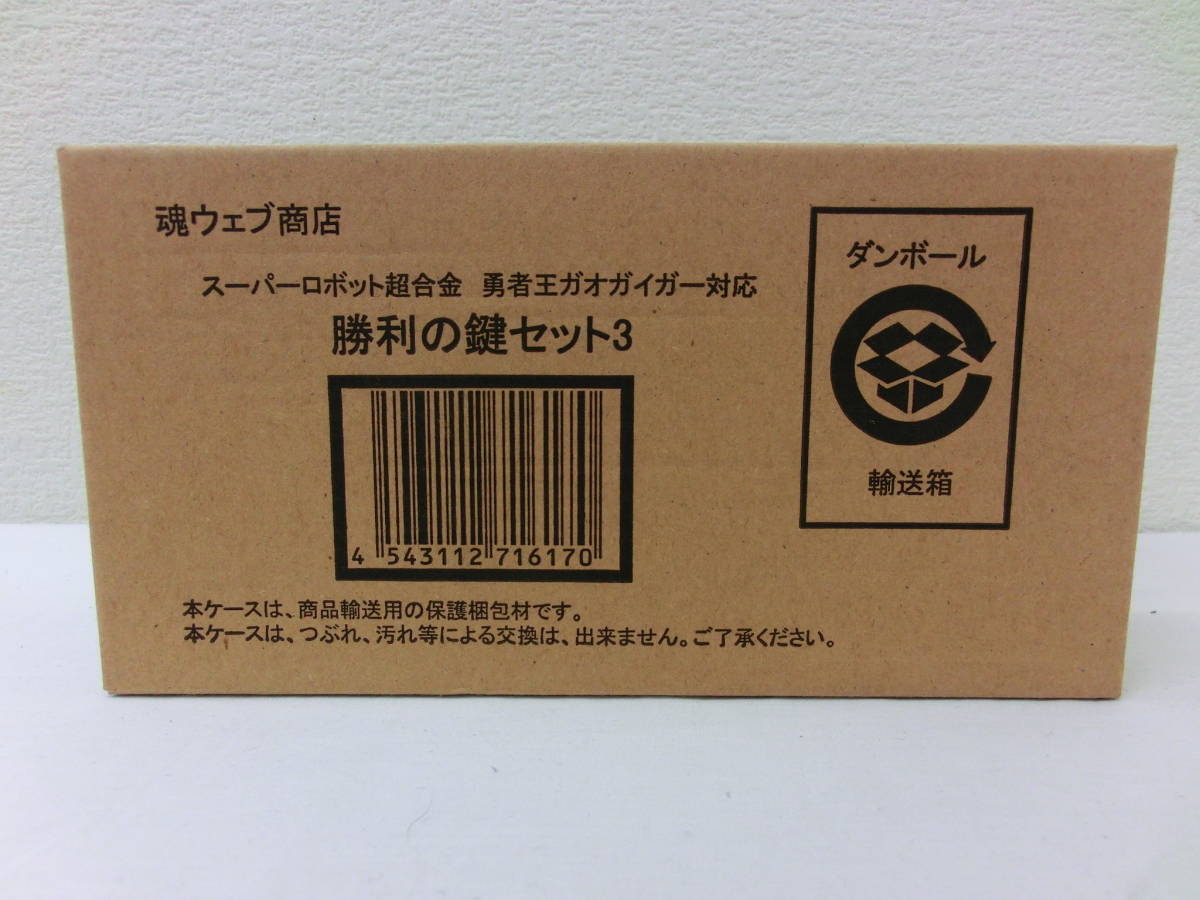 魂ウェブ商店
スーパーロボット超合金 勇者王ガオガイガー対応
勝利の鍵セット3
4 543112 716170
本ケースは、商品輸送用の保護梱包材です。
本ケースは、つぶれ、汚れ等による交換は、出来ません。ご了承ください。
ダンボール
輸送箱